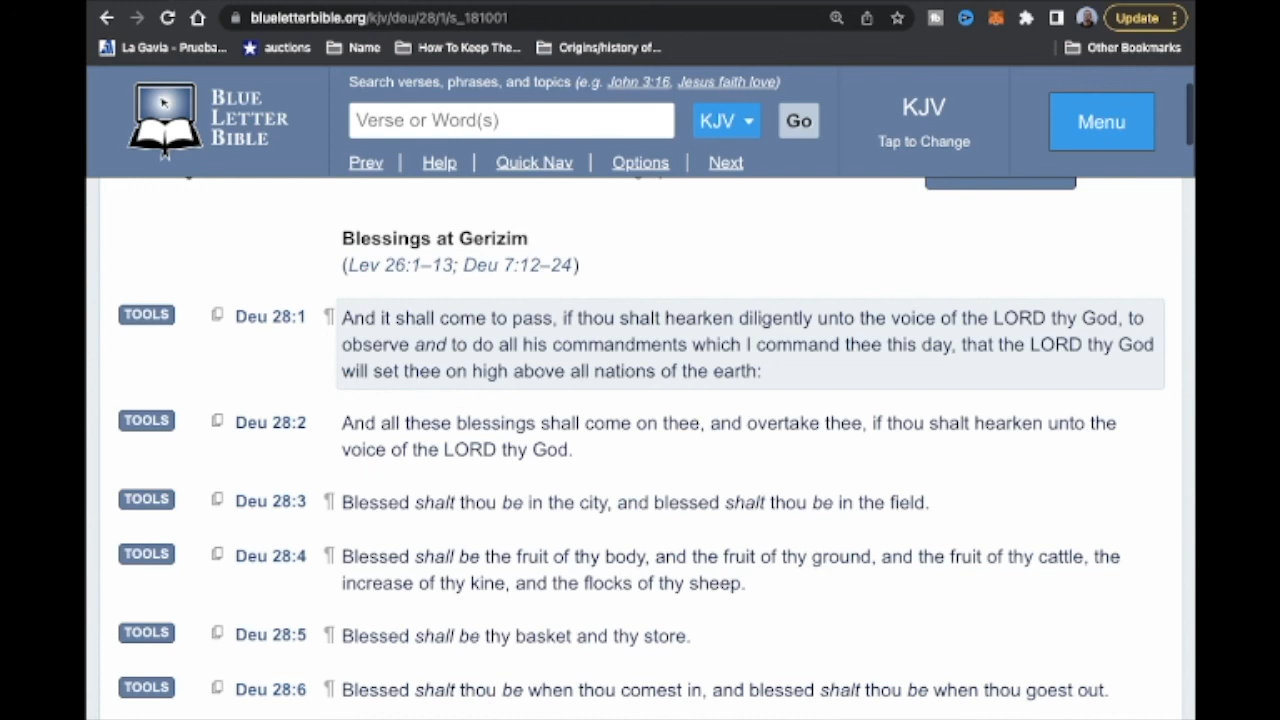 blueletterbible.org/kjv/deu/28/1/s_181001
Update
La Gavia - Prueba...
auctions
Name
How To Keep The...
Origins/history of...
Other Bookmarks
BLUE
LETTER
BIBLE
Search verses, phrases, and topics (e.g. John 3:16, Jesus faith love)
Verse or Word(s)
KJV
Go
Prev | Help | Quick Nav | Options | Next
KJV
Tap to Change
Menu
Blessings at Gerizim
(Lev 26:1–13; Deu 7:12–24)
TOOLS Deu 28:1 ¶ And it shall come to pass, if thou shalt hearken diligently unto the voice of the LORD thy God, to
observe and to do all his commandments which I command thee this day, that the LORD thy God
will set thee on high above all nations of the earth:
TOOLS Deu 28:2 And all these blessings shall come on thee, and overtake thee, if thou shalt hearken unto the
voice of the LORD thy God.
TOOLS Deu 28:3 ¶ Blessed shalt thou be in the city, and blessed shalt thou be in the field.
TOOLS Deu 28:4 ¶ Blessed shall be the fruit of thy body, and the fruit of thy ground, and the fruit of thy cattle, the
increase of thy kine, and the flocks of thy sheep.
TOOLS Deu 28:5 ¶ Blessed shall be thy basket and thy store.
TOOLS Deu 28:6 ¶ Blessed shalt thou be when thou comest in, and blessed shalt thou be when thou goest out.